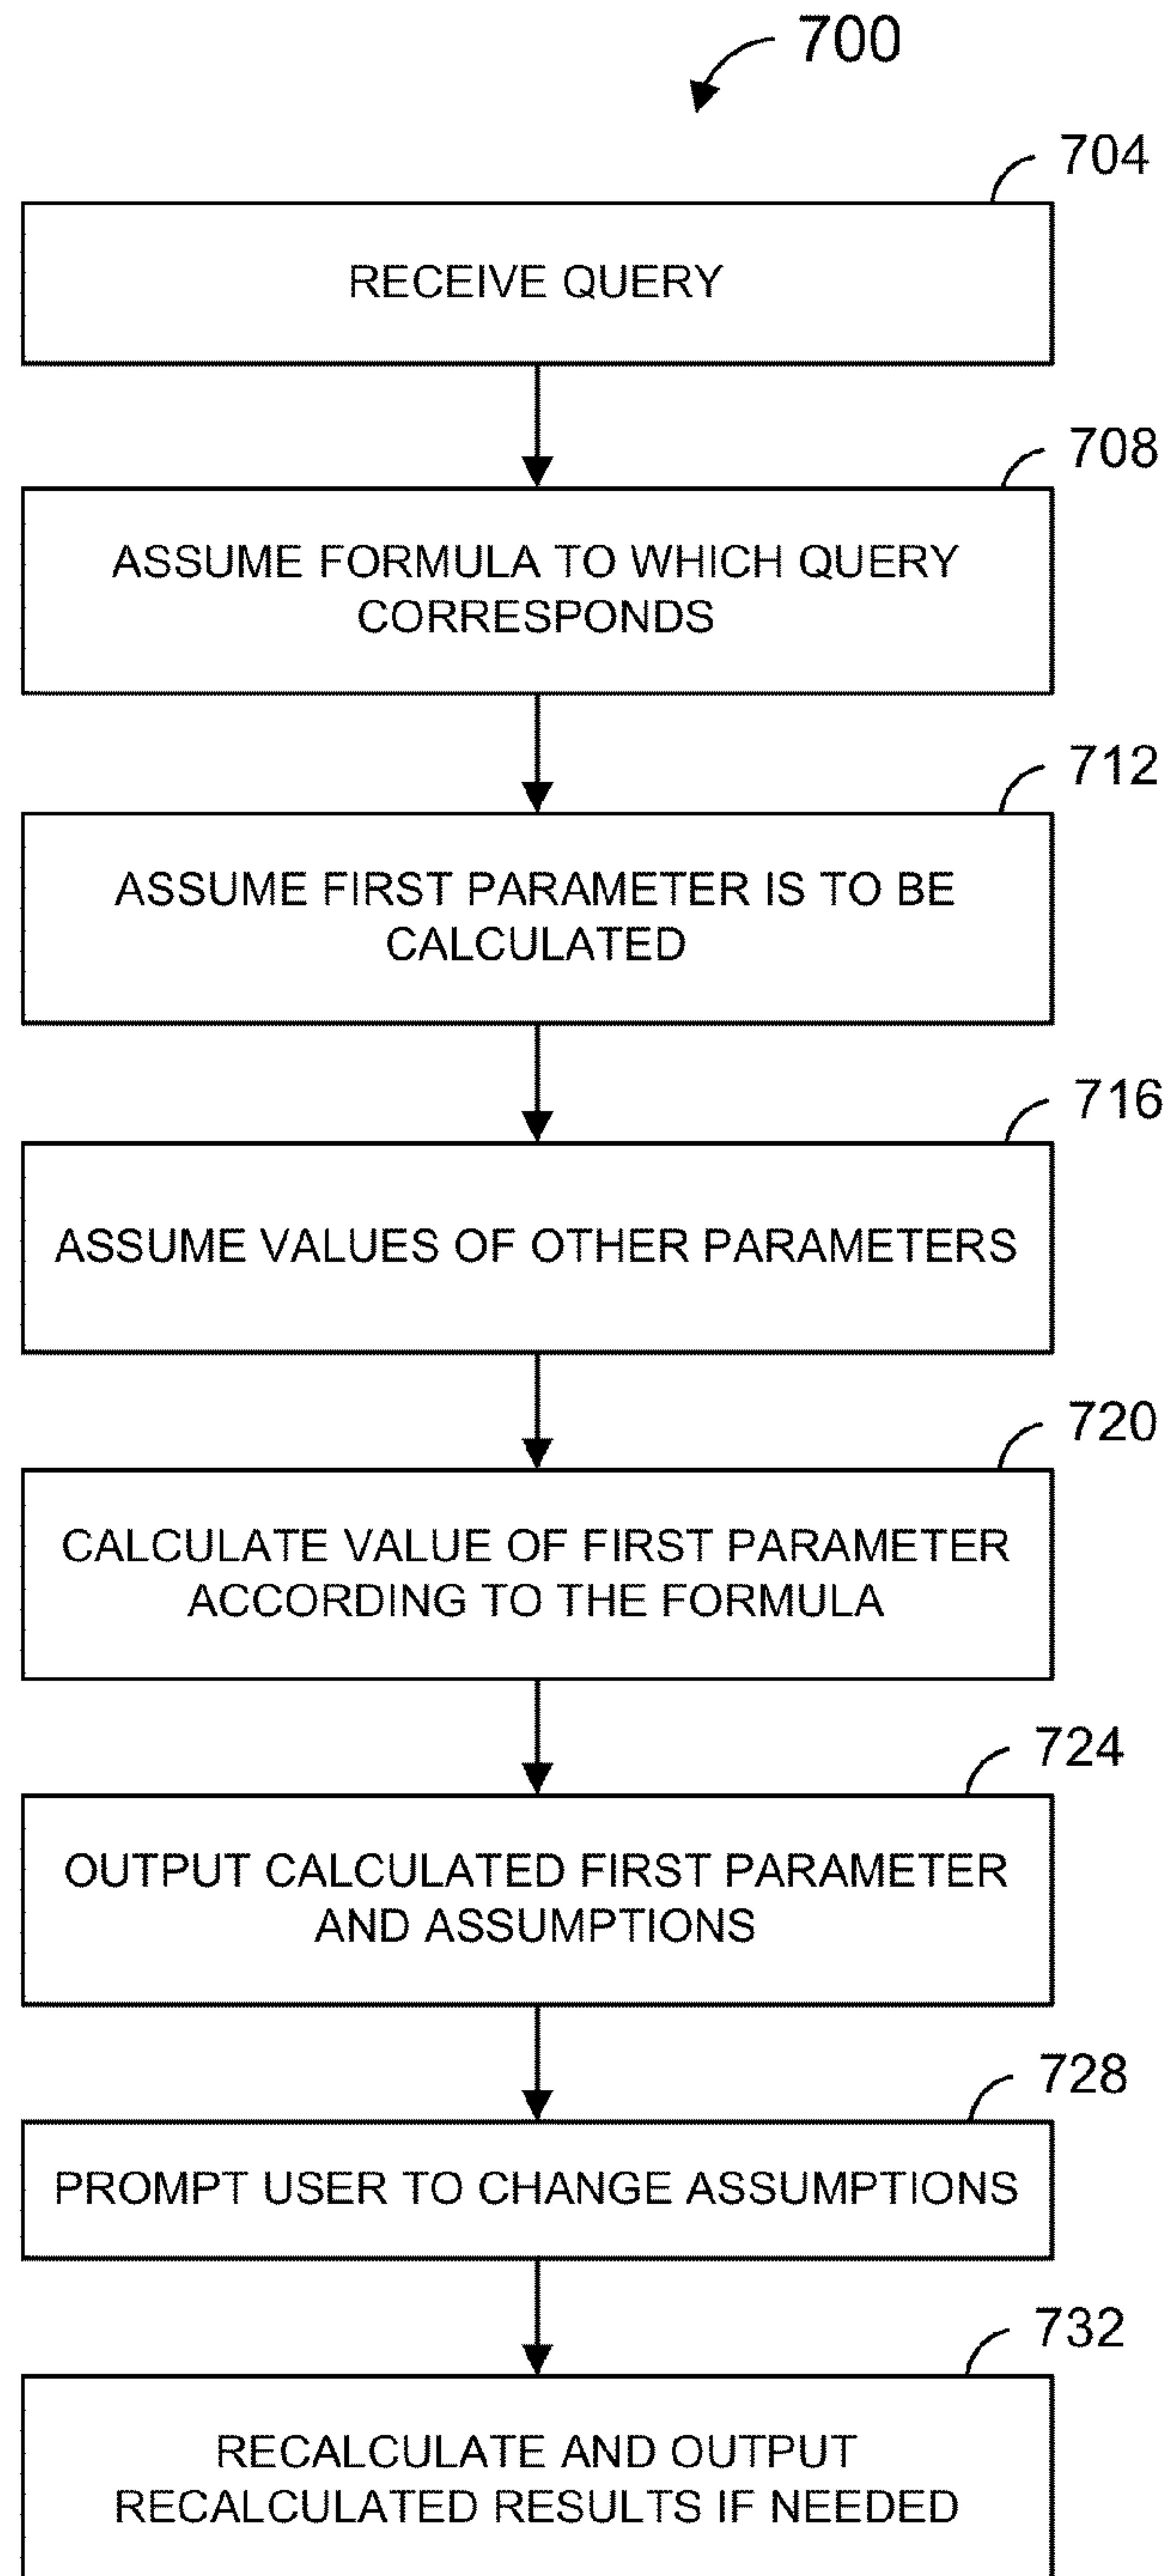 700
704
RECEIVE QUERY
708
ASSUME FORMULA TO WHICH QUERY
CORRESPONDS
712
ASSUME FIRST PARAMETER IS TO BE
CALCULATED
716
ASSUME VALUES OF OTHER PARAMETERS
720
CALCULATE VALUE OF FIRST PARAMETER
ACCORDING TO THE FORMULA
724
OUTPUT CALCULATED FIRST PARAMETER
AND ASSUMPTIONS
728
PROMPT USER TO CHANGE ASSUMPTIONS
732
RECALCULATE AND OUTPUT
RECALCULATED RESULTS IF NEEDED